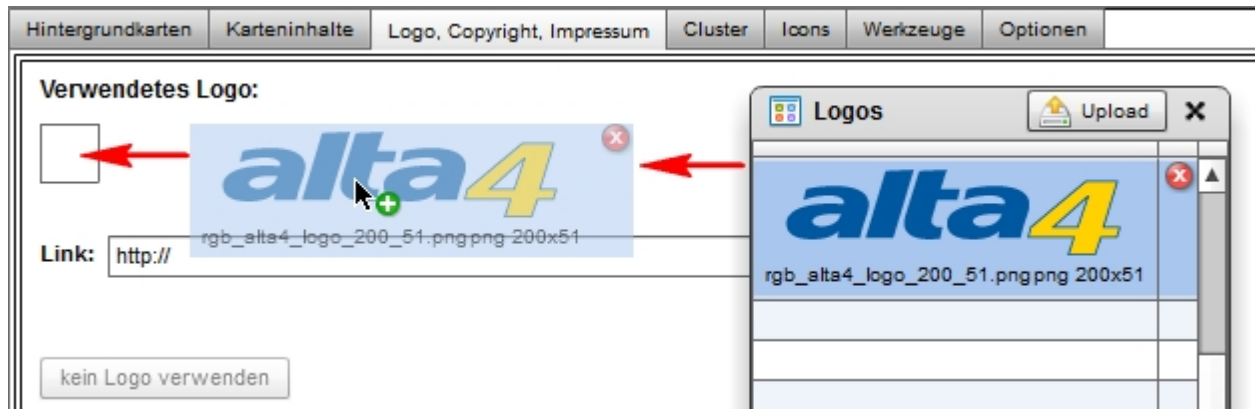 Hintergrundkarten Karteninhalte Logo, Copyright, Impressum Cluster Icons Werkzeuge Optionen
Verwendetes Logo:
alta4
rgb_alta4_logo_200_51.pngpng 200x51
Link: http://
kein Logo verwenden
Logos Upload
alta4
rgb_alta4_logo_200_51.pngpng 200x51